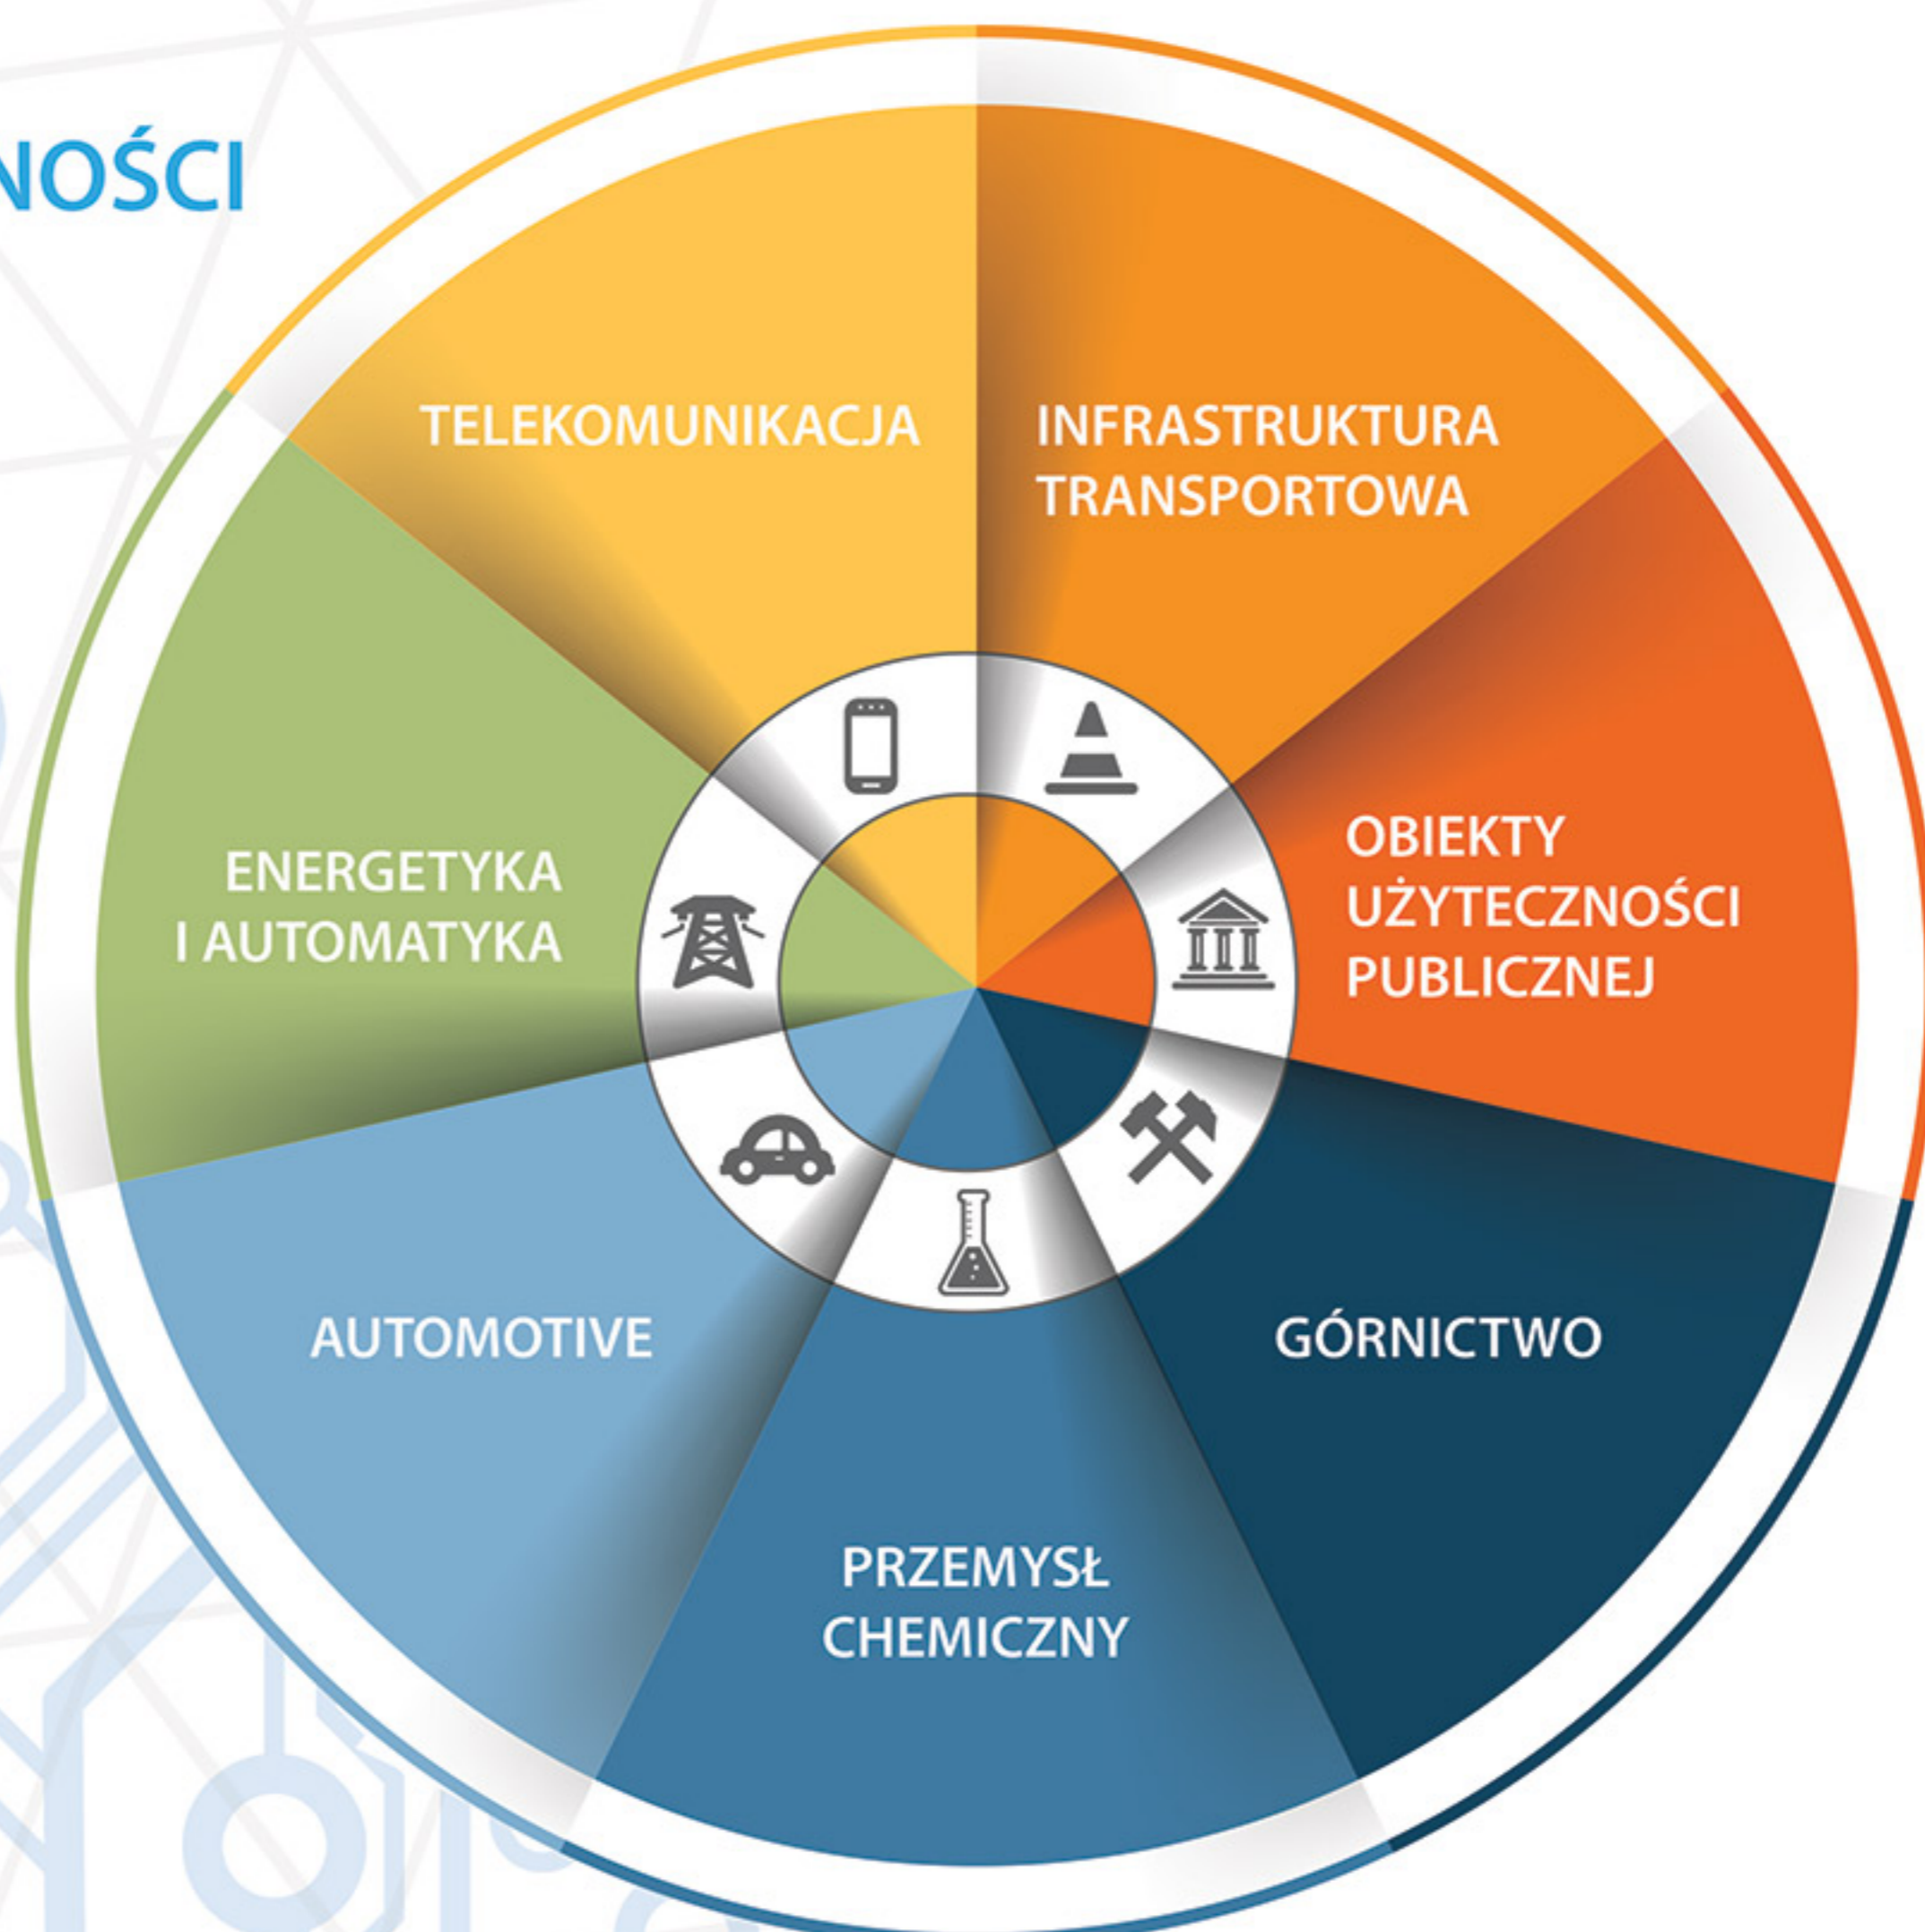 NOŚCI
TELEKOMUNIKACJA
INFRASTRUKTURA
TRANSPORTOWA
OBIEKTY
UŻYTECZNOŚCI
PUBLICZNEJ
GÓRNICTWO
PRZEMYSŁ
CHEMICZNY
AUTOMOTIVE
ENERGETYKA
I AUTOMATYKA